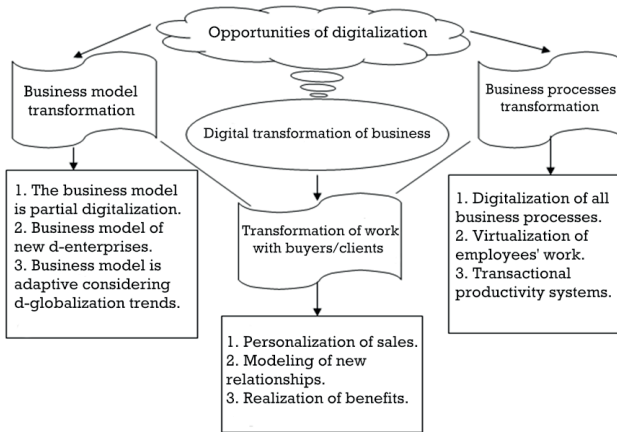 Opportunities of digitalization
Business model
transformation
Digital transformation of business
Business processes
transformation
1. The business model
is partial digitalization.
2. Business model of
new d-enterprises.
3. Business model is
adaptive considering
d-globalization trends.
Transformation of work
with buyers/clients
1. Digitalization of all
business processes.
2. Virtualization of
employees' work.
3. Transactional
productivity systems.
1. Personalization of sales.
2. Modeling of new
relationships.
3. Realization of benefits.